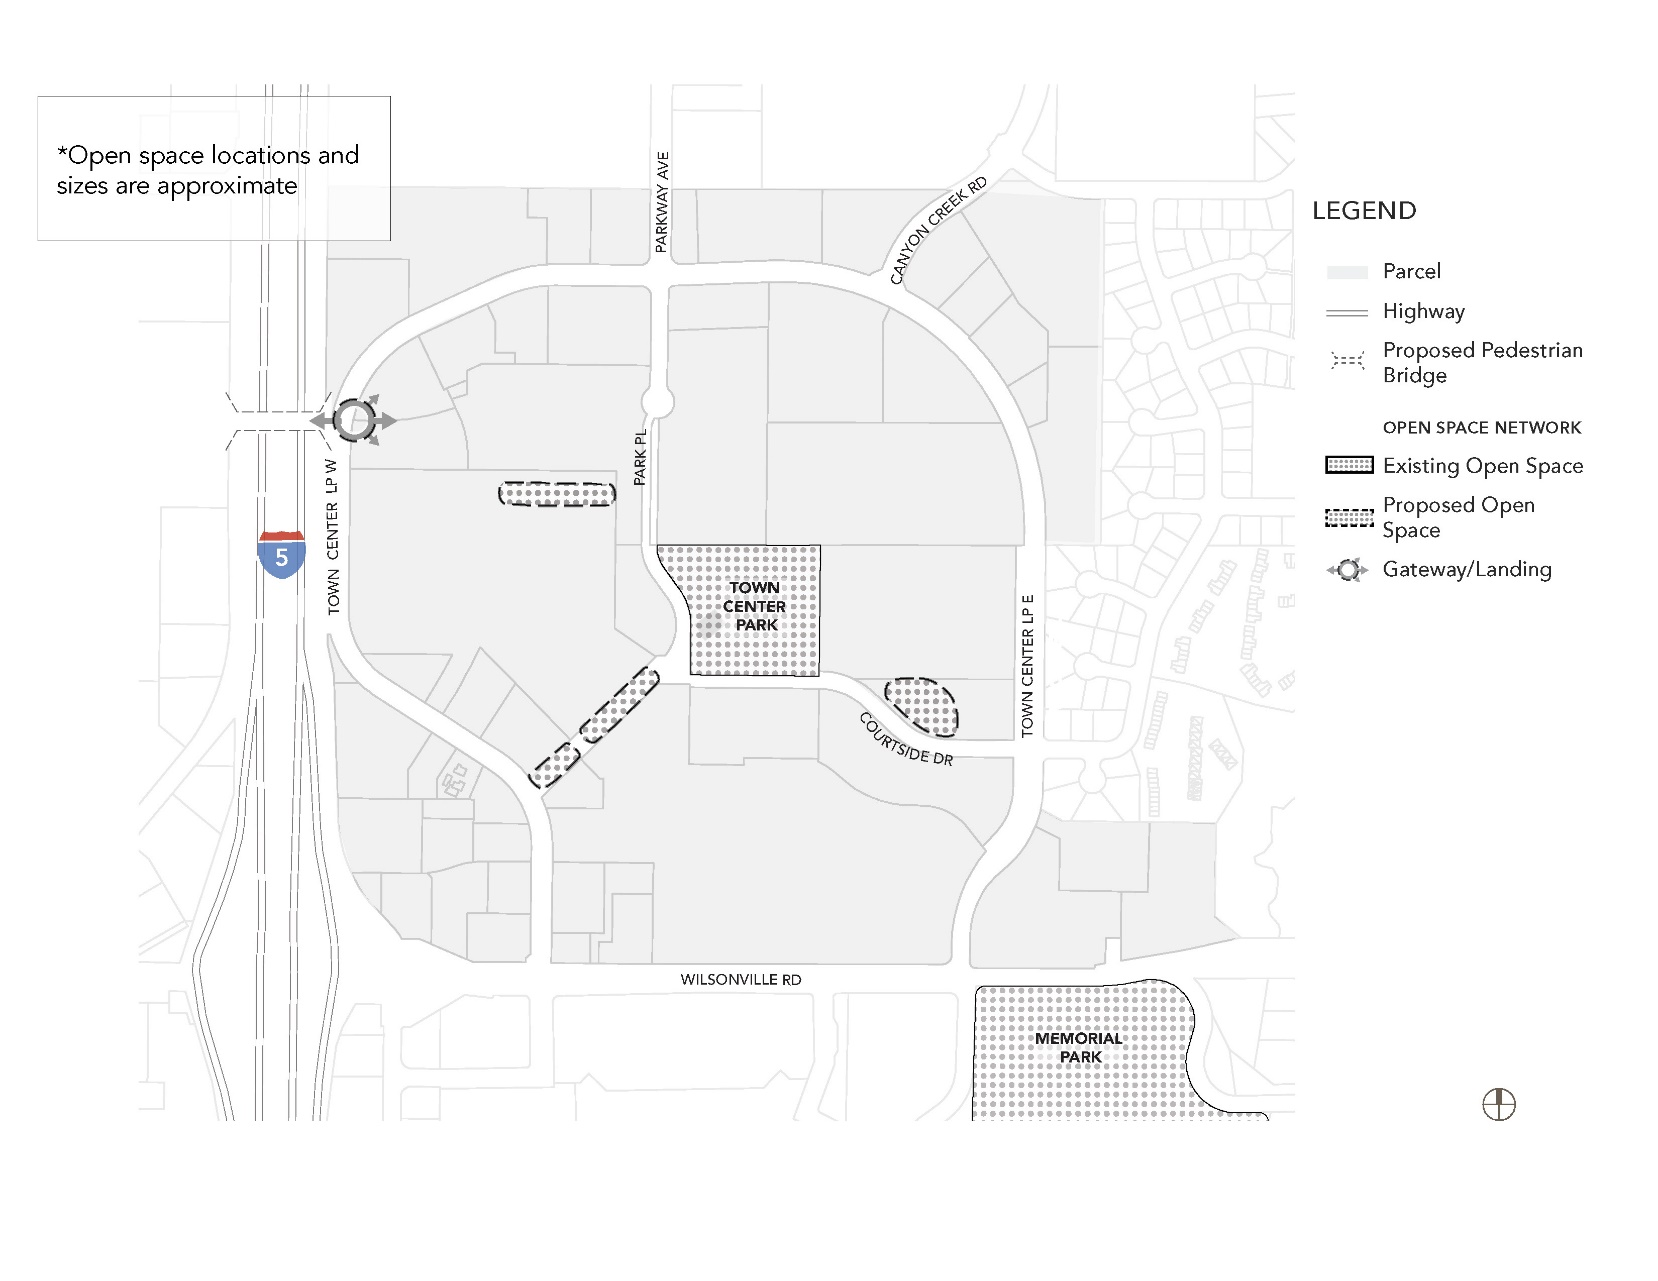 *Open space locations and
sizes are approximate
PARKWAY AVE
CANYON CREEK RD
PARK PL
TOWN CENTER LP W
5
TOWN
CENTER
PARK
TOWN CENTER LP E
COURTSIDE DR
WILSONVILLE RD
MEMORIAL
PARK
LEGEND
Parcel
Highway
Proposed Pedestrian
Bridge
OPEN SPACE NETWORK
Existing Open Space
Proposed Open
Space
Gateway/Landing